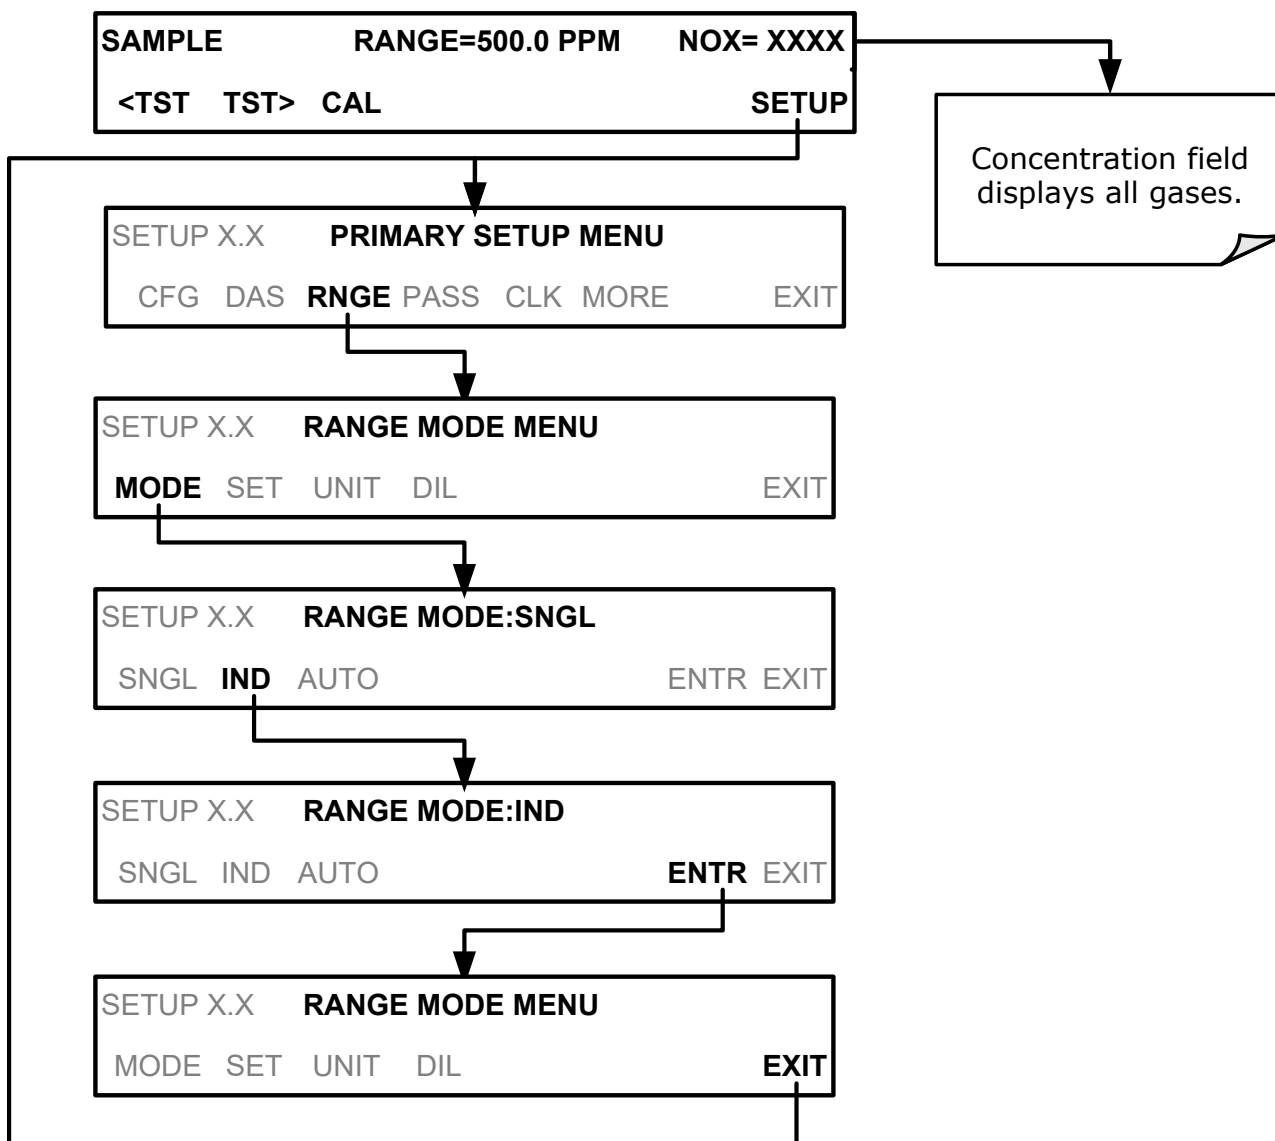 SAMPLE RANGE=500.0 PPM NOX= XXXX
<TST TST> CAL SETUP
Concentration field
displays all gases.
SETUP X.X PRIMARY SETUP MENU
CFG DAS RNGE PASS CLK MORE EXIT
SETUP X.X RANGE MODE MENU
MODE SET UNIT DIL EXIT
SETUP X.X RANGE MODE:SNGL
SNGL IND AUTO ENTR EXIT
SETUP X.X RANGE MODE:IND
SNGL IND AUTO ENTR EXIT
SETUP X.X RANGE MODE MENU
MODE SET UNIT DIL EXIT